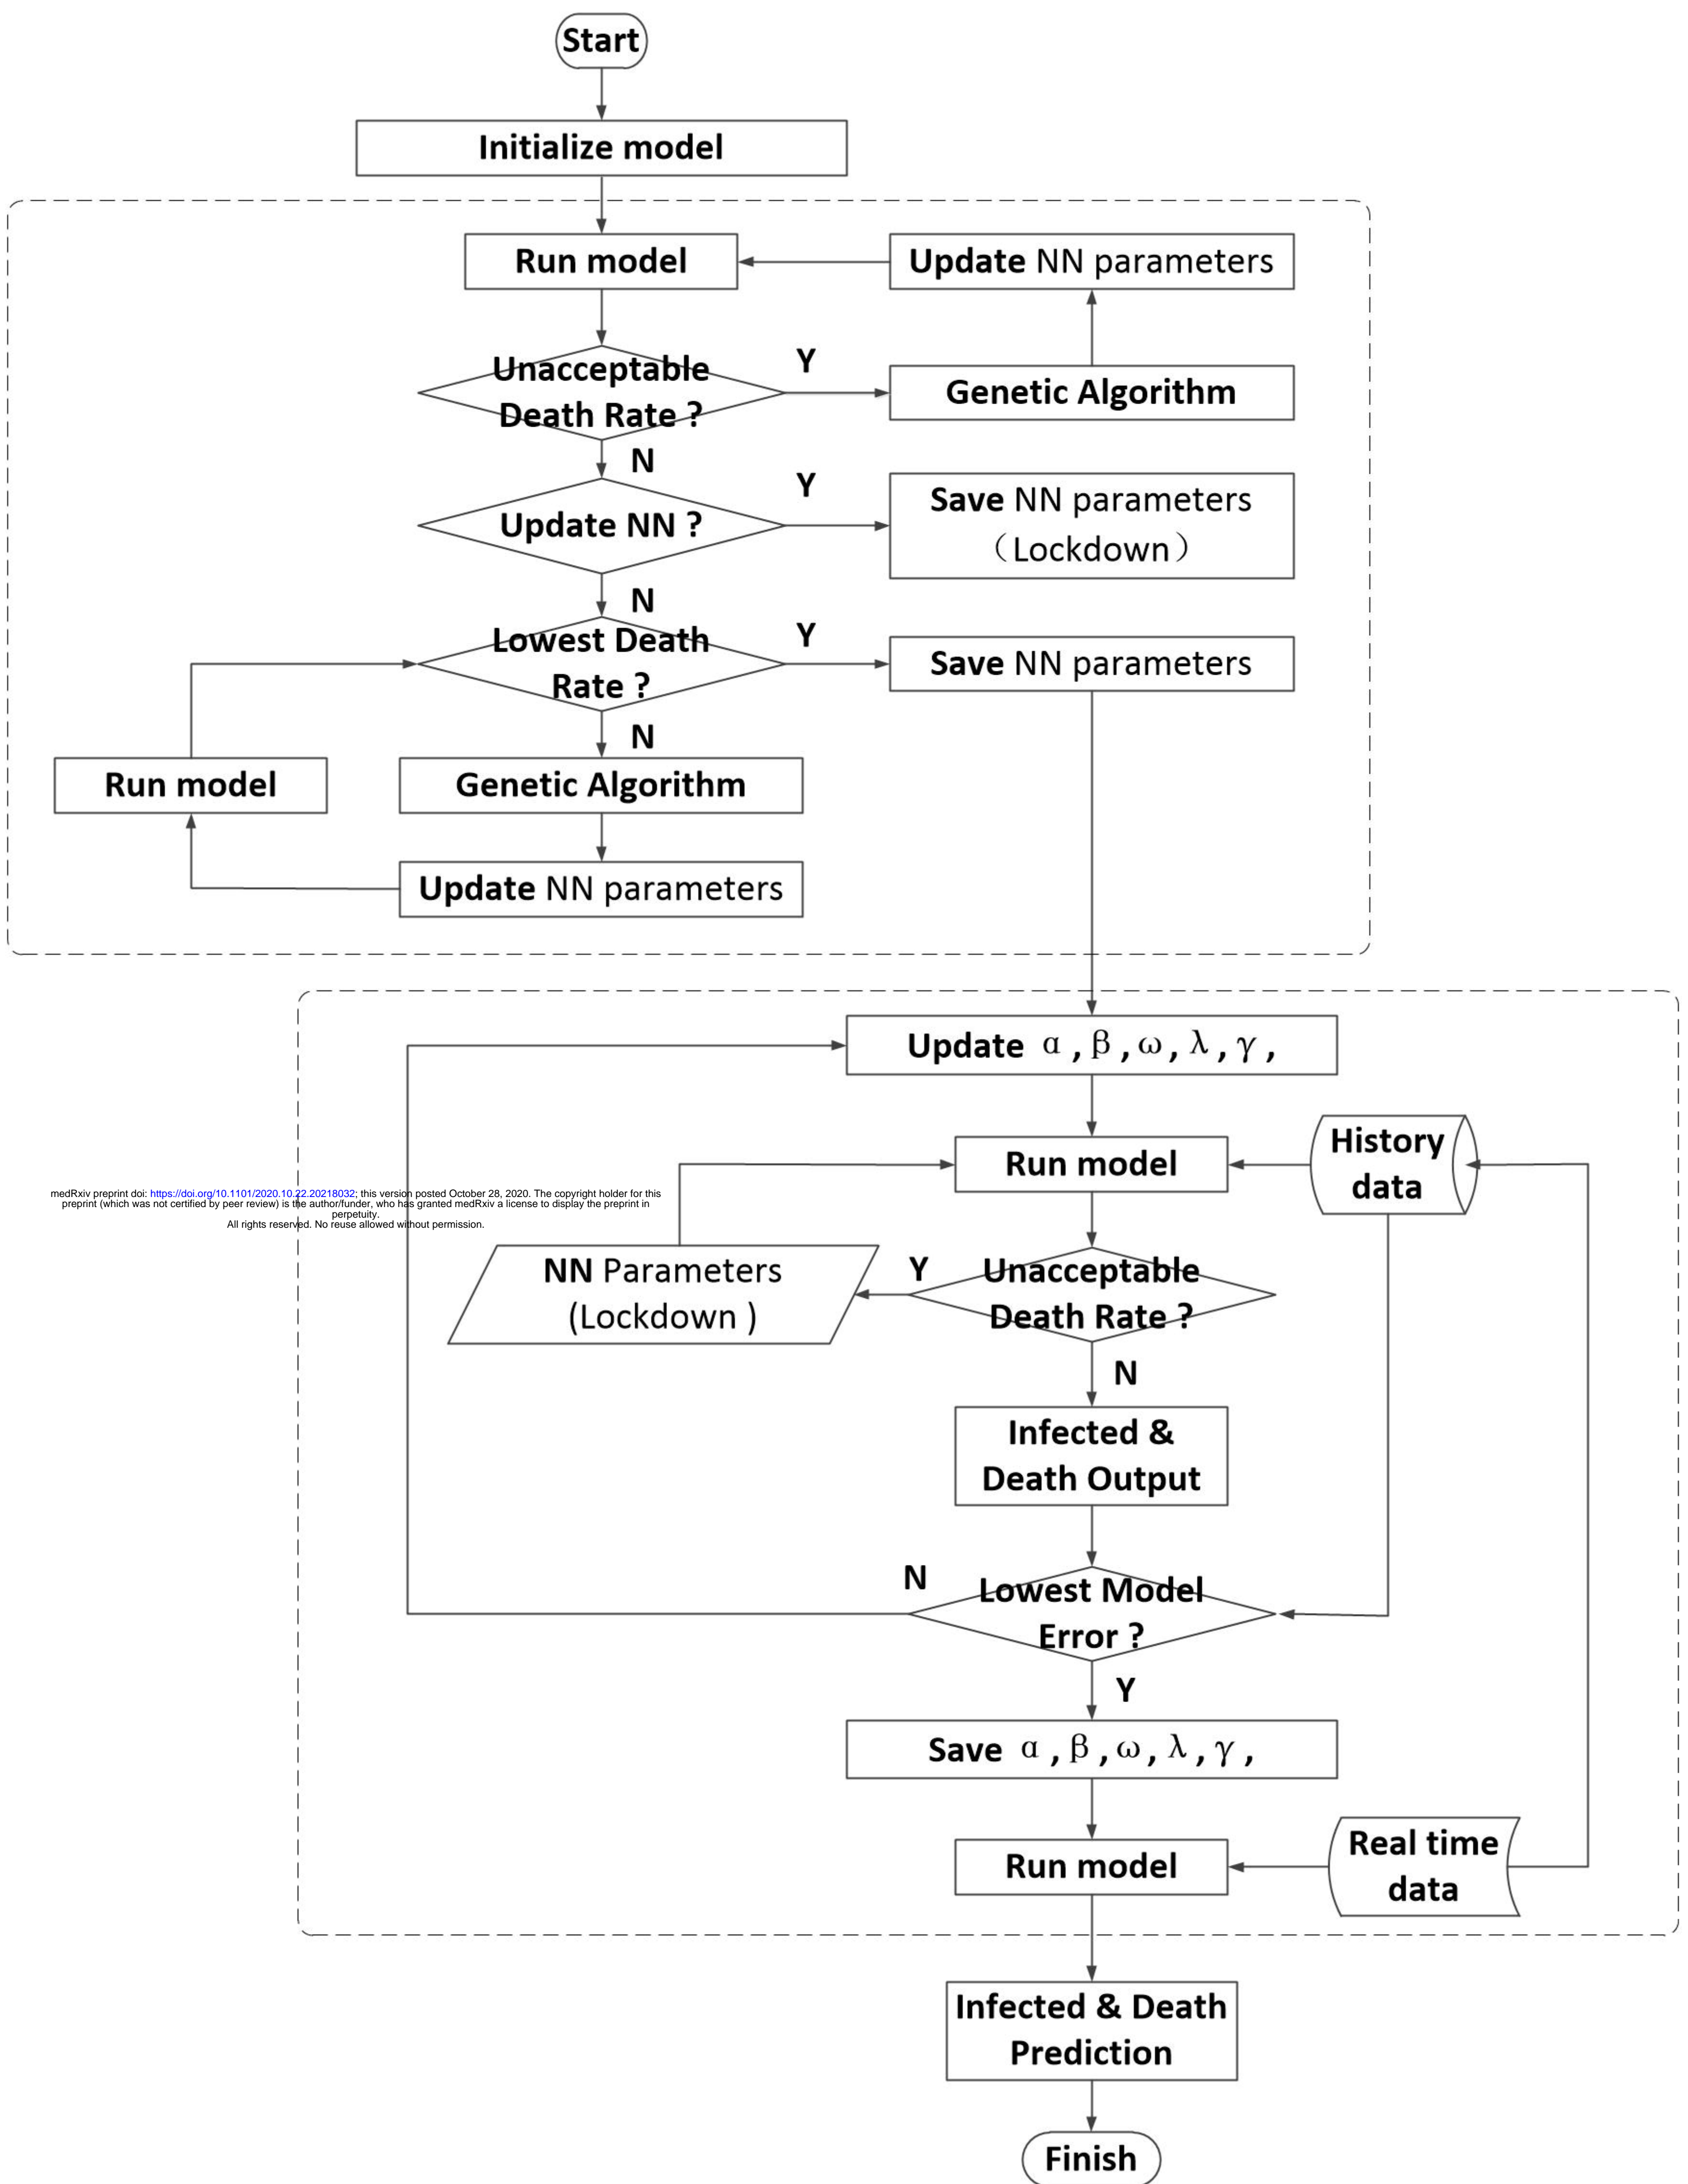 Start
Initialize model
Run model
Update NN parameters
Unacceptable
Death Rate ?
Y
Genetic Algorithm
N
Update NN ?
Y
Save NN parameters
（Lockdown）
N
Lowest Death
Rate ?
Y
Save NN parameters
N
Run model
Genetic Algorithm
Update NN parameters
Update α , β , ω , λ , γ ,
Run model
History
data
medRxiv preprint doi: https://doi.org/10.1101/2020.10.22.20218032; this version posted October 28, 2020. The copyright holder for this
preprint (which was not certified by peer review) is the author/funder, who has granted medRxiv a license to display the preprint in
perpetuity.
All rights reserved. No reuse allowed without permission.
NN Parameters
(Lockdown )
Y
Unacceptable
Death Rate ?
N
Infected &
Death Output
N
Lowest Model
Error ?
Y
Save α , β , ω , λ , γ ,
Run model
Real time
data
Infected & Death
Prediction
Finish